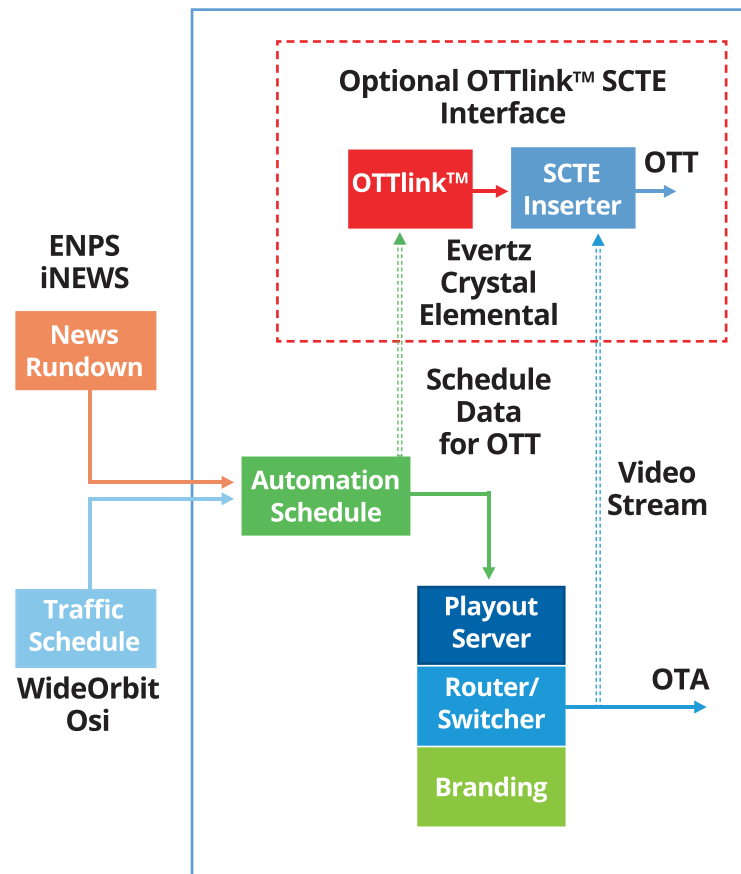 Optional OTTlink™ SCTE
Interface
OTTlink™
SCTE
Inserter
OTT
Evertz
Crystal
Elemental
ENPS
iNEWS
News
Rundown
Schedule
Data
for OTT
Automation
Schedule
Video
Stream
Traffic
Schedule
WideOrbit
Osi
Playout
Server
Router/
Switcher
OTA
Branding